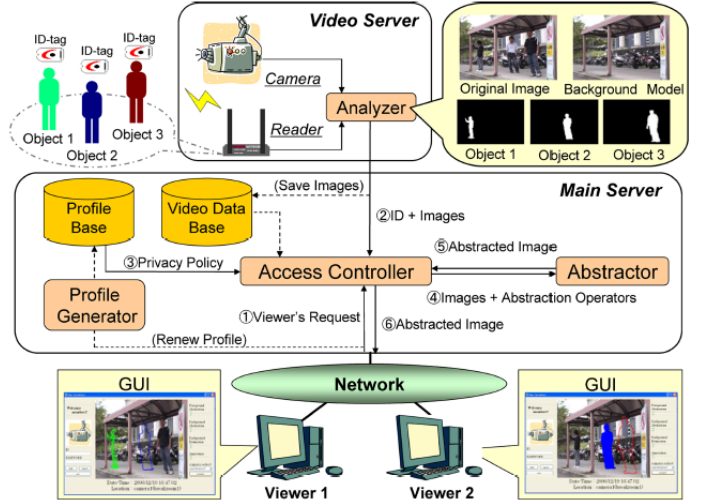 Video Server
ID-tag
ID-tag
ID-tag
Camera
Analyzer
Reader
Object 1
Object 2
Object 3
Original Image
Background Model
Object 1
Object 2
Object 3
(Save Images)
Main Server
Profile
Base
Video Data
Base
②ID + Images
③Privacy Policy
Access Controller
⑤Abstracted Image
Abstractor
④Images + Abstraction Operators
Profile
Generator
①Viewer's Request
⑥Abstracted Image
(Renew Profile)
Network
GUI
GUI
Viewer 1
Viewer 2